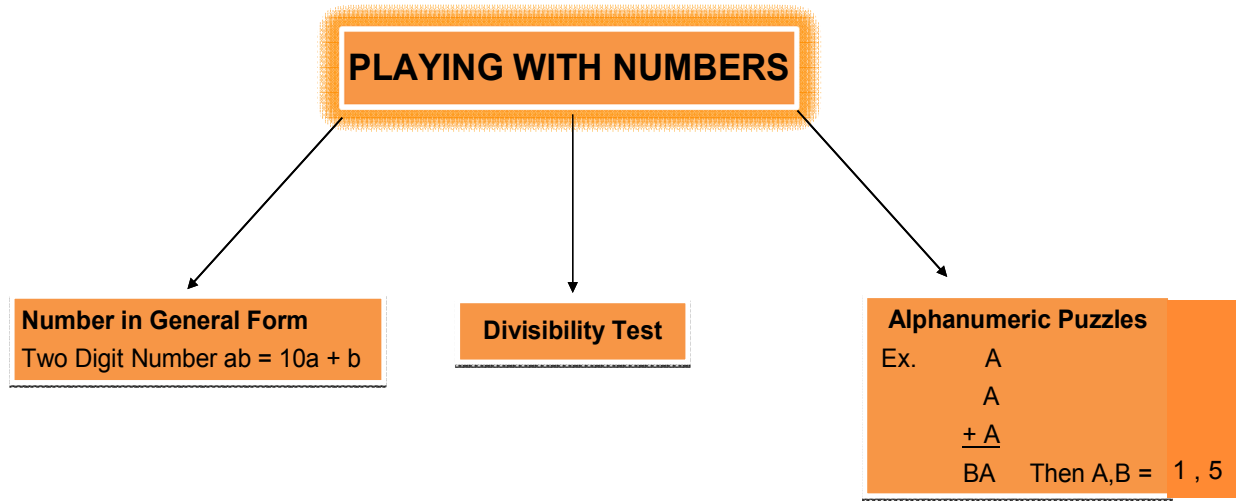 PLAYING WITH NUMBERS
Number in General Form
Two Digit Number ab = 10a + b
Divisibility Test
Alphanumeric Puzzles
Ex. A
A
+ A
BA Then A,B = 1 , 5